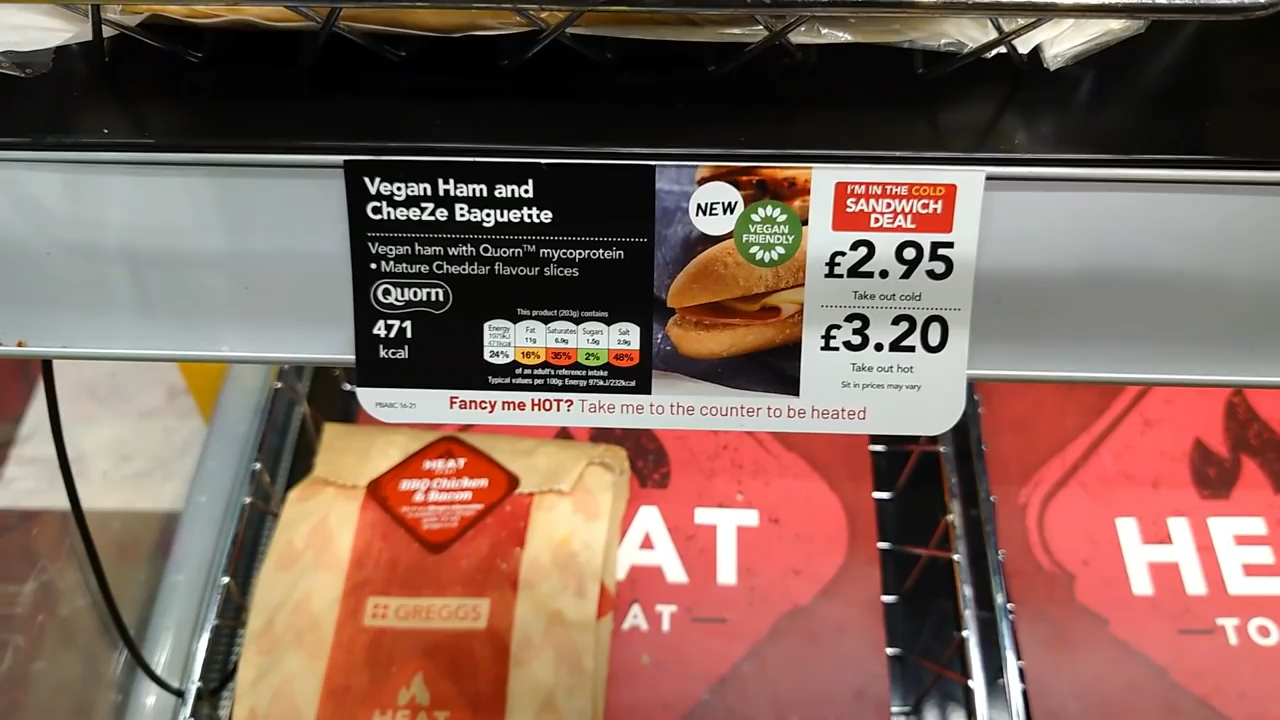 Vegan Ham and
CheeZe Baguette
Vegan ham with Quorn™ mycoprotein
• Mature Cheddar flavour slices
Quorn
471
kcal
This product (203g) contains
Energy Fat Saturates Sugars Salt
1971kJ 11g 6.9g 1.5g 2.9g
471kcal
24% 16% 35% 2% 48%
of an adult's reference intake
Typical values per 100g: Energy 975kJ/232kcal
NEW
VEGAN
FRIENDLY
I'M IN THE COLD
SANDWICH
DEAL
£2.95
Take out cold
£3.20
Take out hot
Sit in prices may vary
PBABC 16-21
Fancy me HOT? Take me to the counter to be heated
HEAT
BBQ Chicken
& Bacon
GREGGS
HEAT
AT
AT —
HE
— TO